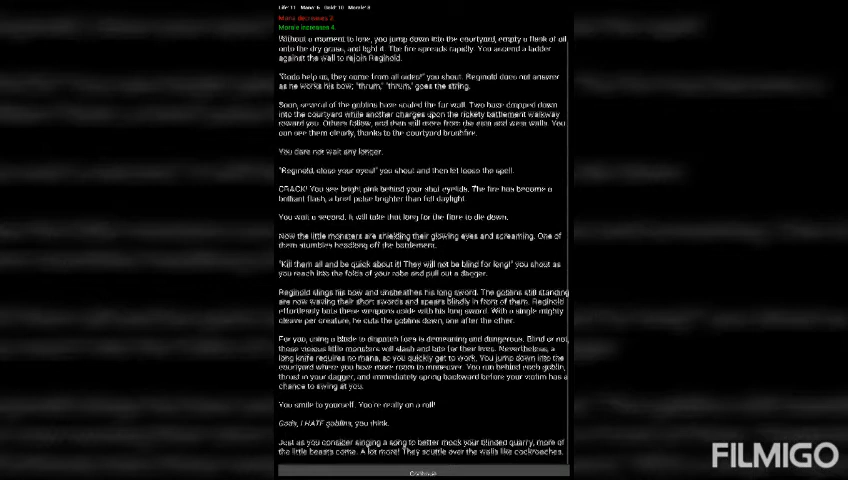 Life: 11 Mana: 6 Gold: 10 Morale: 8
Mana decreases 2
Morale increases 4
Without a moment to lose, you jump down into the courtyard, empty a flask of oil
onto the dry grass, and light it. The fire spreads rapidly. You ascend a ladder
against the wall to rejoin Reginold.
"Gods help us, they come from all sides!" you shout. Reginold does not answer
as he works his bow; "thrum," "thrum," goes the string.
Soon, several of the goblins have scaled the far wall. Two have dropped down
into the courtyard while another charges upon the rickety battlement walkway
toward you. Others follow, and then still more from the east and west walls. You
can see them clearly, thanks to the courtyard brushfire.
You dare not wait any longer.
"Reginold, close your eyes!" you shout and then let loose the spell.
CRACK! You see bright pink behind your shut eyelids. The fire has become a
brilliant flash, a brief pulse brighter than full daylight.
You wait a second. It will take that long for the flare to die down.
Now the little monsters are shielding their glowing eyes and screaming. One of
them stumbles headlong off the battlement.
"Kill them all and be quick about it! They will not be blind for long!" you shout as
you reach into the folds of your robe and pull out a dagger.
Reginold slings his bow and unsheathes his long sword. The goblins still standing
are now waving their short swords and spears blindly in front of them. Reginold
effortlessly bats these weapons aside with his long sword. With a single mighty
cleave per creature, he cuts the goblins down, one after the other.
For you, using a blade to dispatch foes is demeaning and dangerous. Blind or not,
these vicious little monsters will slash and bite for their lives. Nevertheless, a
long knife requires no mana, so you quickly get to work. You jump down into the
courtyard where you have more room to maneuver. You run behind each goblin,
thrust in your dagger, and immediately spring backward before your victim has a
chance to swing at you.
You smile to yourself. You're really on a roll!
Gods, I HATE goblins, you think.
Just as you consider singing a song to better mock your blinded quarry, more of
the little beasts come. A lot more! They scuttle over the walls like cockroaches.
Continue
FILMIGO